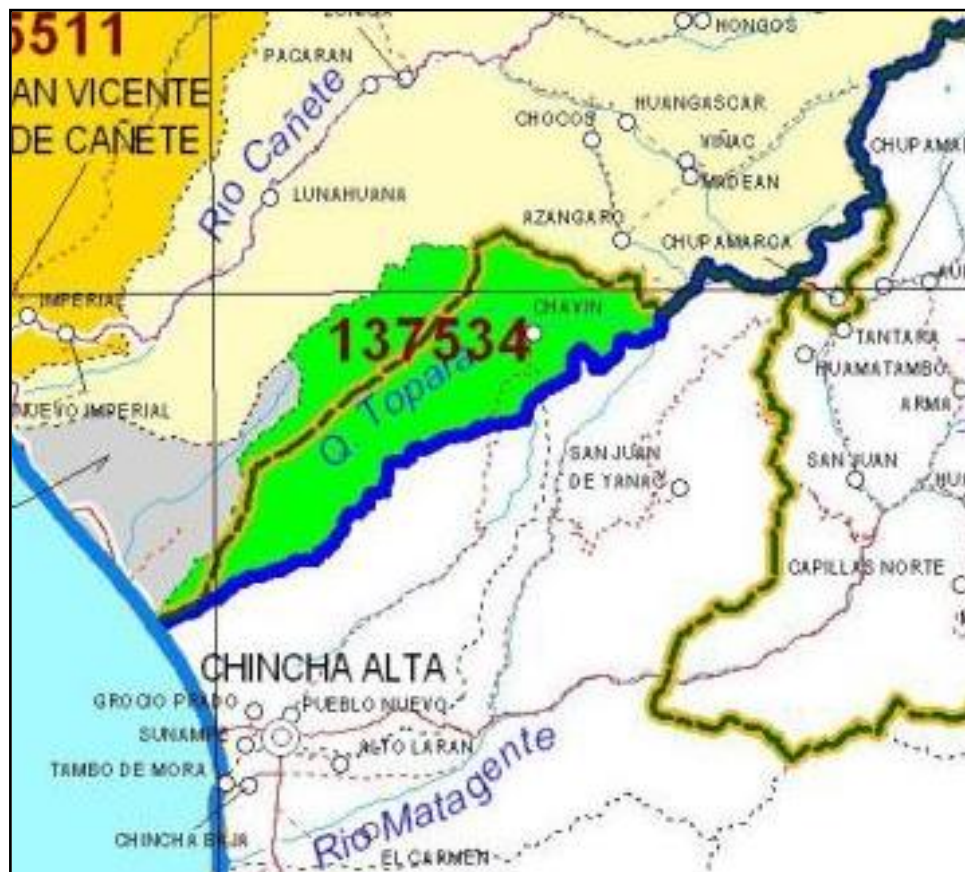 5511
AN VICENTE
DE CAÑETE
PACARAN
Rio Cañete
LUNAHUANA
HONGOS
HUANGASCAR
CHOCOS
VIÑAC
MADEAN
CHUPAMA
AZANGARO
CHUPAMARCA
IMPERIAL
NUEVO IMPERIAL
137534
CHAVIN
Q. Topara
TANTARA
HUAMATAMBO
ARMA
SAN JUAN
DE YANAC
SAN JUAN
HU
CAPILLAS NORTE
CHINCHA ALTA
GROCIO PRADO
PUEBLO NUEVO
SUNAMPE
ALTO LARAN
TAMBO DE MORA
CHINCHA BAJA
Rio Matagente
EL CARMEN